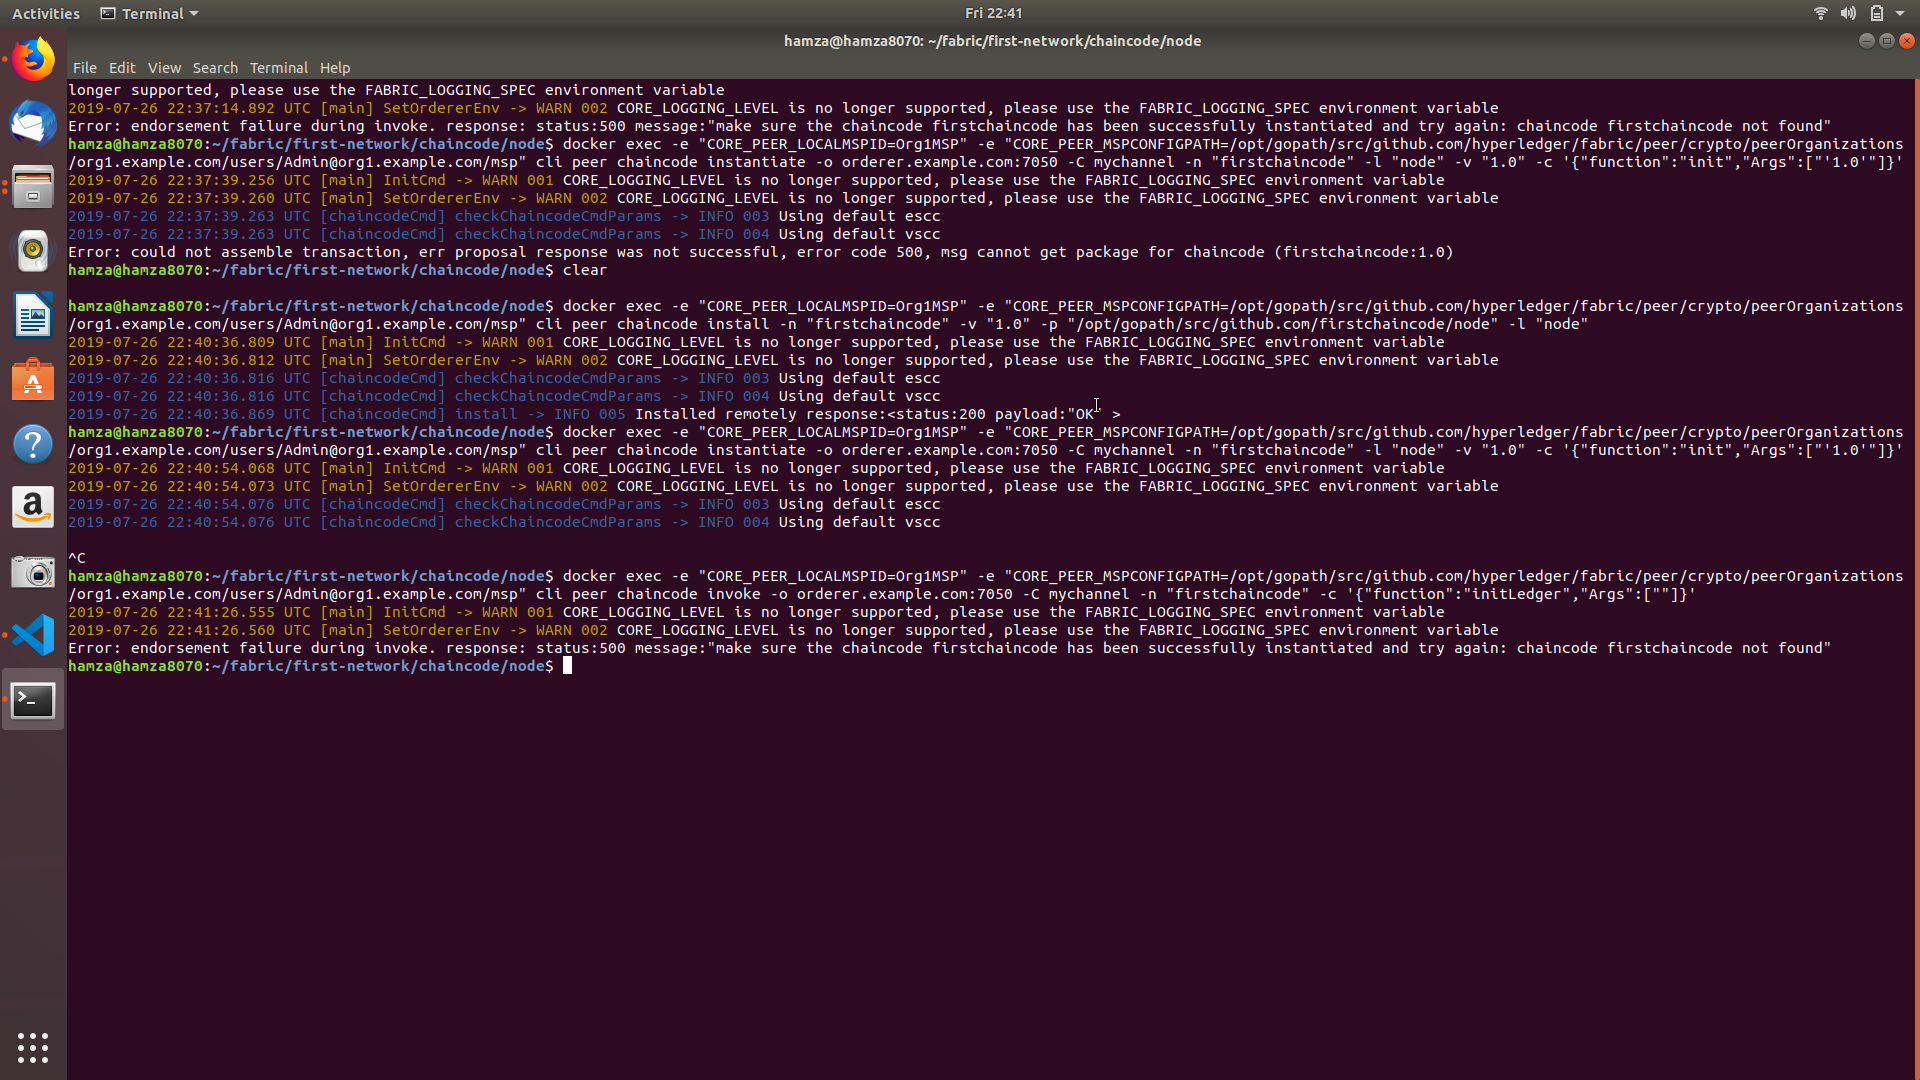 Activities Terminal Fri 22:41
hamza@hamza8070: ~/fabric/first-network/chaincode/node
File Edit View Search Terminal Help
longer supported, please use the FABRIC_LOGGING_SPEC environment variable
2019-07-26 22:37:14.892 UTC [main] SetOrdererEnv -> WARN 002 CORE_LOGGING_LEVEL is no longer supported, please use the FABRIC_LOGGING_SPEC environment variable
Error: endorsement failure during invoke. response: status:500 message:"make sure the chaincode firstchaincode has been successfully instantiated and try again: chaincode firstchaincode not found"
hamza@hamza8070:~/fabric/first-network/chaincode/node$ docker exec -e "CORE_PEER_LOCALMSPID=Org1MSP" -e "CORE_PEER_MSPCONFIGPATH=/opt/gopath/src/github.com/hyperledger/fabric/peer/crypto/peerOrganizations
/org1.example.com/users/Admin@org1.example.com/msp" cli peer chaincode instantiate -o orderer.example.com:7050 -C mychannel -n "firstchaincode" -l "node" -v "1.0" -c '{"function":"init","Args":["'1.0'"]}'
2019-07-26 22:37:39.256 UTC [main] InitCmd -> WARN 001 CORE_LOGGING_LEVEL is no longer supported, please use the FABRIC_LOGGING_SPEC environment variable
2019-07-26 22:37:39.260 UTC [main] SetOrdererEnv -> WARN 002 CORE_LOGGING_LEVEL is no longer supported, please use the FABRIC_LOGGING_SPEC environment variable
2019-07-26 22:37:39.263 UTC [chaincodeCmd] checkChaincodeCmdParams -> INFO 003 Using default escc
2019-07-26 22:37:39.263 UTC [chaincodeCmd] checkChaincodeCmdParams -> INFO 004 Using default vscc
Error: could not assemble transaction, err proposal response was not successful, error code 500, msg cannot get package for chaincode (firstchaincode:1.0)
hamza@hamza8070:~/fabric/first-network/chaincode/node$ clear
hamza@hamza8070:~/fabric/first-network/chaincode/node$ docker exec -e "CORE_PEER_LOCALMSPID=Org1MSP" -e "CORE_PEER_MSPCONFIGPATH=/opt/gopath/src/github.com/hyperledger/fabric/peer/crypto/peerOrganizations
/org1.example.com/users/Admin@org1.example.com/msp" cli peer chaincode install -n "firstchaincode" -v "1.0" -p "/opt/gopath/src/github.com/firstchaincode/node" -l "node"
2019-07-26 22:40:36.809 UTC [main] InitCmd -> WARN 001 CORE_LOGGING_LEVEL is no longer supported, please use the FABRIC_LOGGING_SPEC environment variable
2019-07-26 22:40:36.812 UTC [main] SetOrdererEnv -> WARN 002 CORE_LOGGING_LEVEL is no longer supported, please use the FABRIC_LOGGING_SPEC environment variable
2019-07-26 22:40:36.816 UTC [chaincodeCmd] checkChaincodeCmdParams -> INFO 003 Using default escc
2019-07-26 22:40:36.816 UTC [chaincodeCmd] checkChaincodeCmdParams -> INFO 004 Using default vscc
2019-07-26 22:40:36.869 UTC [chaincodeCmd] install -> INFO 005 Installed remotely response:<status:200 payload:"OK" >
hamza@hamza8070:~/fabric/first-network/chaincode/node$ docker exec -e "CORE_PEER_LOCALMSPID=Org1MSP" -e "CORE_PEER_MSPCONFIGPATH=/opt/gopath/src/github.com/hyperledger/fabric/peer/crypto/peerOrganizations
/org1.example.com/users/Admin@org1.example.com/msp" cli peer chaincode instantiate -o orderer.example.com:7050 -C mychannel -n "firstchaincode" -l "node" -v "1.0" -c '{"function":"init","Args":["'1.0'"]}'
2019-07-26 22:40:54.068 UTC [main] InitCmd -> WARN 001 CORE_LOGGING_LEVEL is no longer supported, please use the FABRIC_LOGGING_SPEC environment variable
2019-07-26 22:40:54.073 UTC [main] SetOrdererEnv -> WARN 002 CORE_LOGGING_LEVEL is no longer supported, please use the FABRIC_LOGGING_SPEC environment variable
2019-07-26 22:40:54.076 UTC [chaincodeCmd] checkChaincodeCmdParams -> INFO 003 Using default escc
2019-07-26 22:40:54.076 UTC [chaincodeCmd] checkChaincodeCmdParams -> INFO 004 Using default vscc
^C
hamza@hamza8070:~/fabric/first-network/chaincode/node$ docker exec -e "CORE_PEER_LOCALMSPID=Org1MSP" -e "CORE_PEER_MSPCONFIGPATH=/opt/gopath/src/github.com/hyperledger/fabric/peer/crypto/peerOrganizations
/org1.example.com/users/Admin@org1.example.com/msp" cli peer chaincode invoke -o orderer.example.com:7050 -C mychannel -n "firstchaincode" -c '{"function":"initLedger","Args":[""]}'
2019-07-26 22:41:26.555 UTC [main] InitCmd -> WARN 001 CORE_LOGGING_LEVEL is no longer supported, please use the FABRIC_LOGGING_SPEC environment variable
2019-07-26 22:41:26.560 UTC [main] SetOrdererEnv -> WARN 002 CORE_LOGGING_LEVEL is no longer supported, please use the FABRIC_LOGGING_SPEC environment variable
Error: endorsement failure during invoke. response: status:500 message:"make sure the chaincode firstchaincode has been successfully instantiated and try again: chaincode firstchaincode not found"
hamza@hamza8070:~/fabric/first-network/chaincode/node$